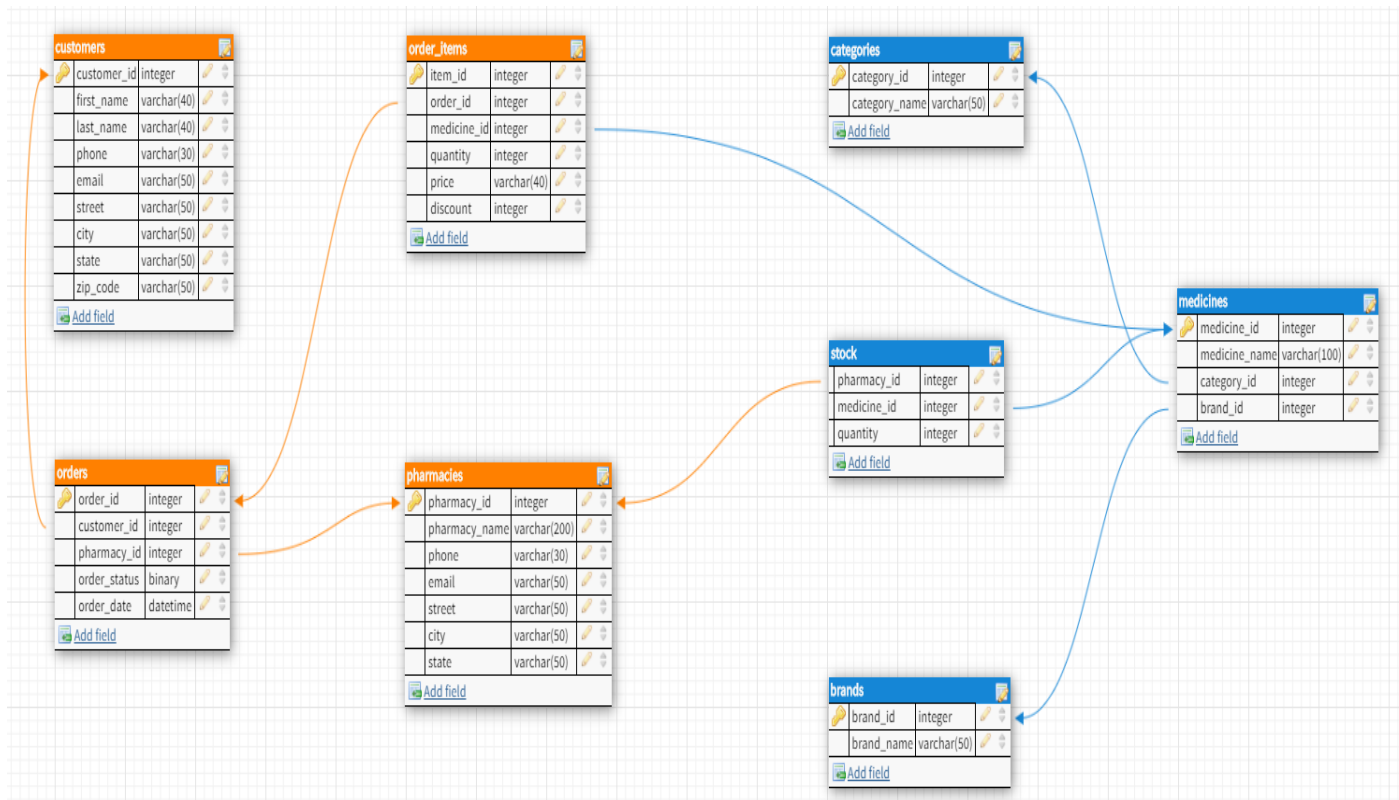 customers
customer_id integer
first_name varchar(40)
last_name varchar(40)
phone varchar(30)
email varchar(50)
street varchar(50)
city varchar(50)
state varchar(50)
zip_code varchar(50)
Add field
order_items
item_id integer
order_id integer
medicine_id integer
quantity integer
price varchar(40)
discount integer
Add field
categories
category_id integer
category_name varchar(50)
Add field
medicines
medicine_id integer
medicine_name varchar(100)
category_id integer
brand_id integer
Add field
stock
pharmacy_id integer
medicine_id integer
quantity integer
Add field
orders
order_id integer
customer_id integer
pharmacy_id integer
order_status binary
order_date datetime
Add field
pharmacies
pharmacy_id integer
pharmacy_name varchar(200)
phone varchar(30)
email varchar(50)
street varchar(50)
city varchar(50)
state varchar(50)
Add field
brands
brand_id integer
brand_name varchar(50)
Add field